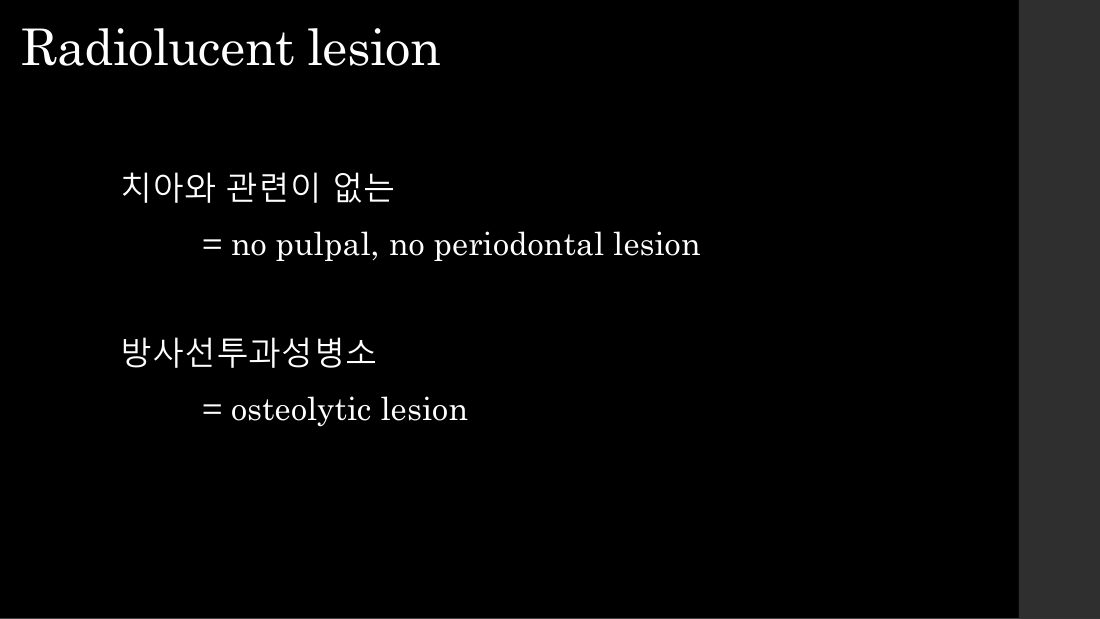 Radiolucent lesion
치아와 관련이 없는
= no pulpal, no periodontal lesion
방사선투과성병소
= osteolytic lesion